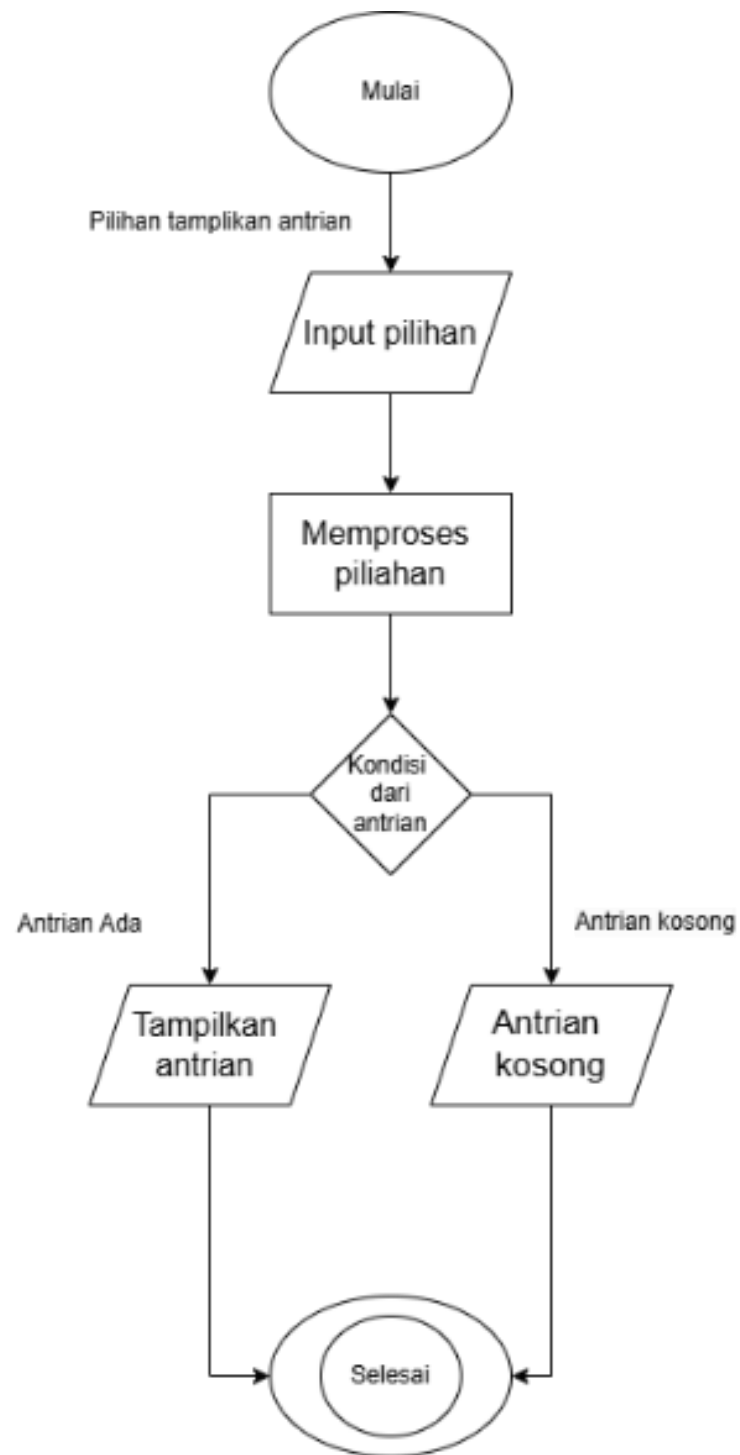 Mulai
Pilihan tamplikan antrian
Input pilihan
Memproses
piliahan
Kondisi
dari
antrian
Antrian Ada
Antrian kosong
Tampilkan
antrian
Antrian
kosong
Selesai